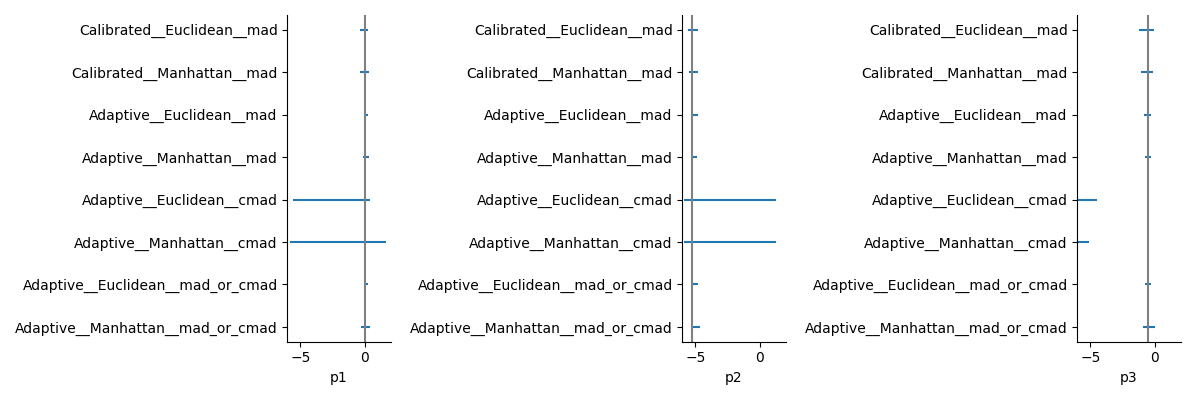 Calibrated__Euclidean__mad
Calibrated__Manhattan__mad
Adaptive__Euclidean__mad
Adaptive__Manhattan__mad
Adaptive__Euclidean__cmad
Adaptive__Manhattan__cmad
Adaptive__Euclidean__mad_or_cmad
Adaptive__Manhattan__mad_or_cmad
−5 0
p1
Calibrated__Euclidean__mad
Calibrated__Manhattan__mad
Adaptive__Euclidean__mad
Adaptive__Manhattan__mad
Adaptive__Euclidean__cmad
Adaptive__Manhattan__cmad
Adaptive__Euclidean__mad_or_cmad
Adaptive__Manhattan__mad_or_cmad
−5 0
p2
Calibrated__Euclidean__mad
Calibrated__Manhattan__mad
Adaptive__Euclidean__mad
Adaptive__Manhattan__mad
Adaptive__Euclidean__cmad
Adaptive__Manhattan__cmad
Adaptive__Euclidean__mad_or_cmad
Adaptive__Manhattan__mad_or_cmad
−5 0
p3